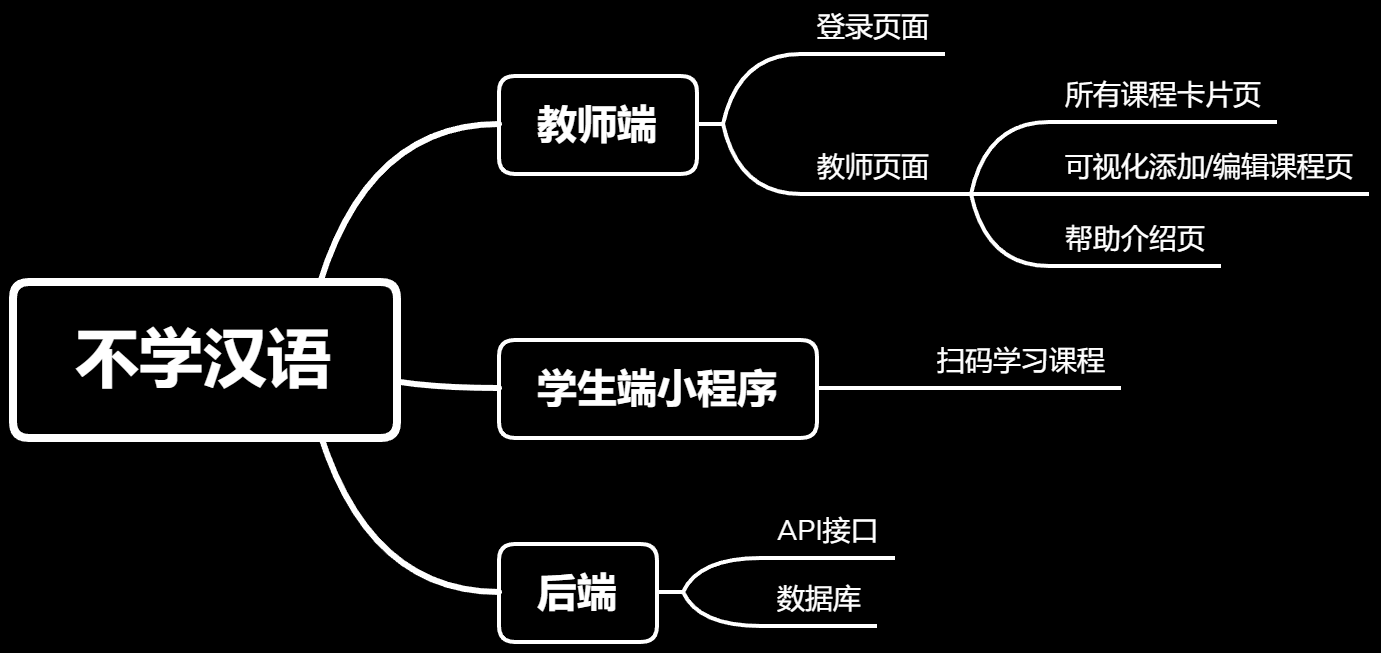 不学汉语
教师端
登录页面
教师页面
所有课程卡片页
可视化添加/编辑课程页
帮助介绍页
学生端小程序
扫码学习课程
后端
API接口
数据库